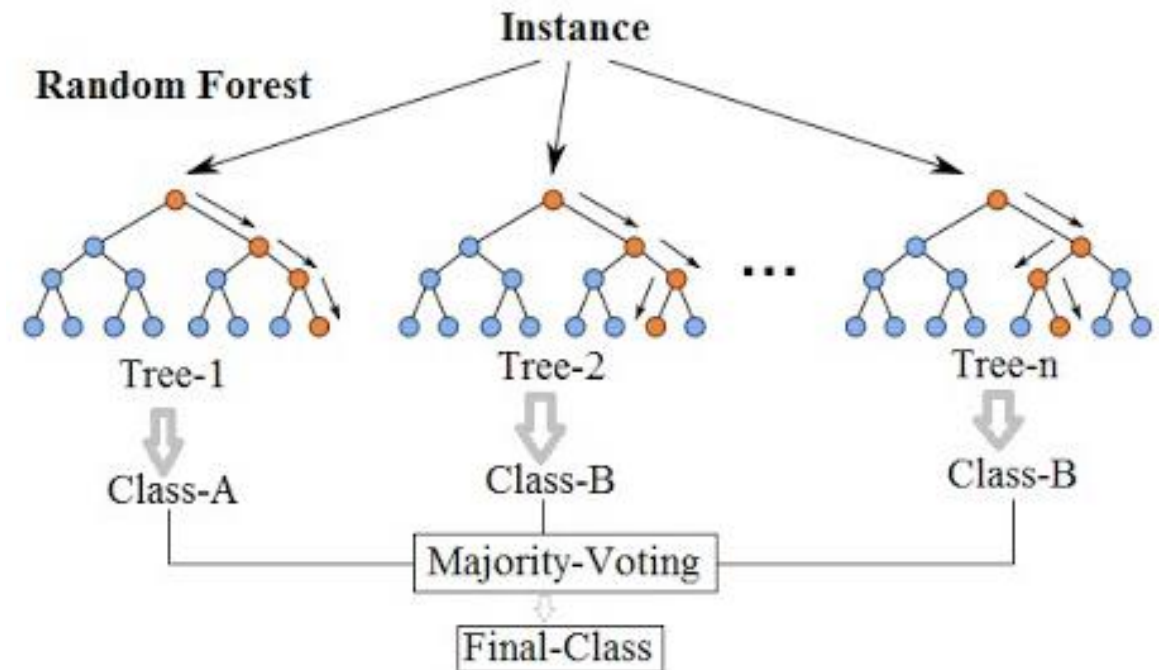 Instance
Random Forest
...
Tree-1
Tree-2
Tree-n
Class-A
Class-B
Class-B
Majority-Voting
Final-Class